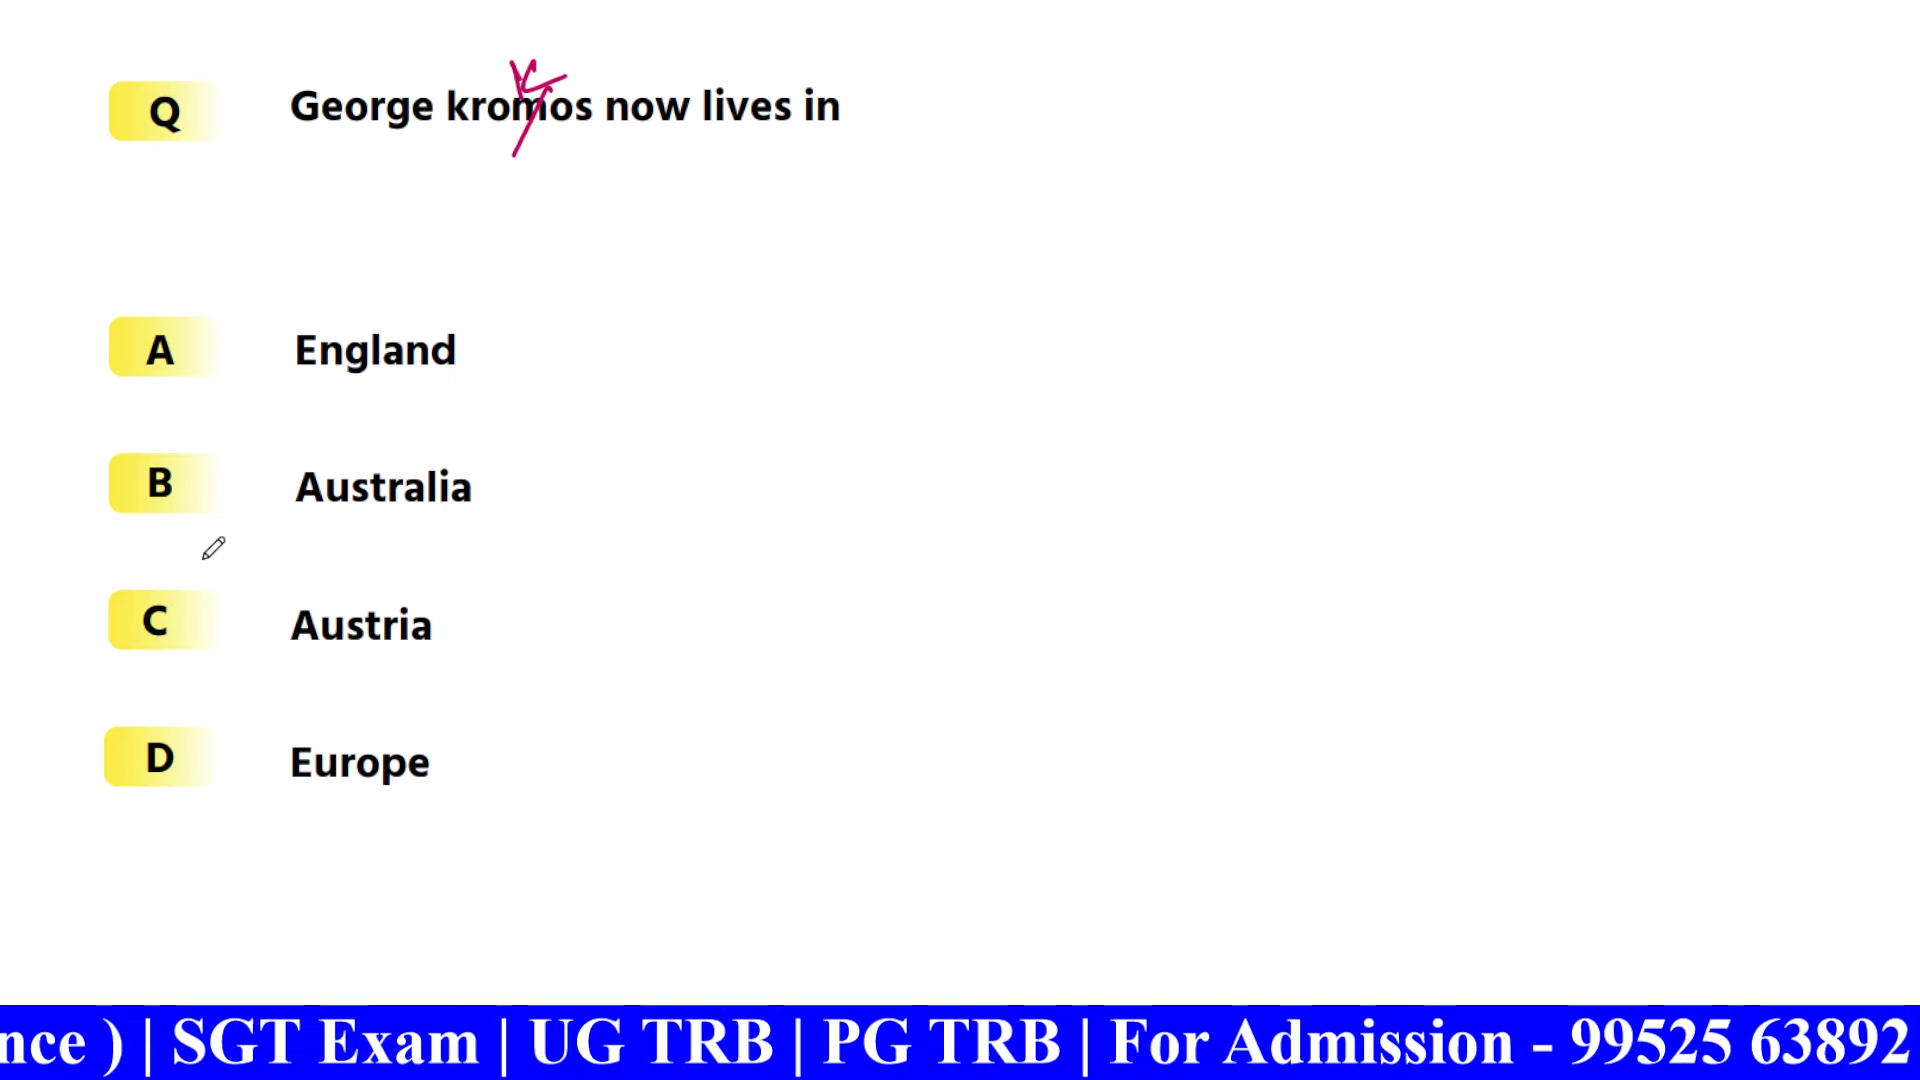 Q George kromos now lives in
A England
B Australia
C Austria
D Europe
nce ) | SGT Exam | UG TRB | PG TRB | For Admission - 99525 63892